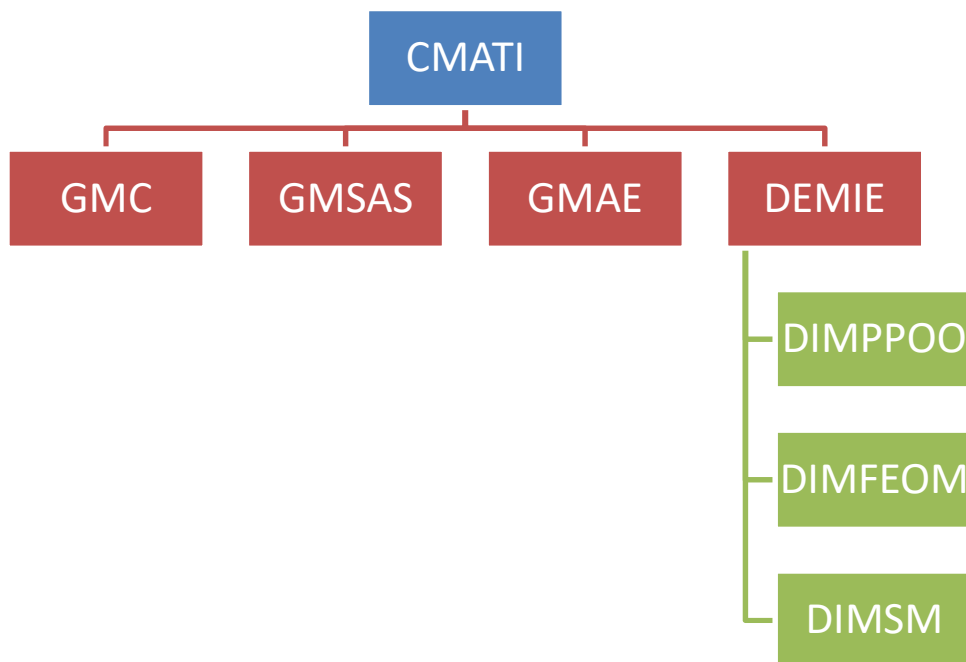 CMATI
GMC
GMSAS
GMAE
DEMIE
DIMPPOO
DIMFEOM
DIMSM